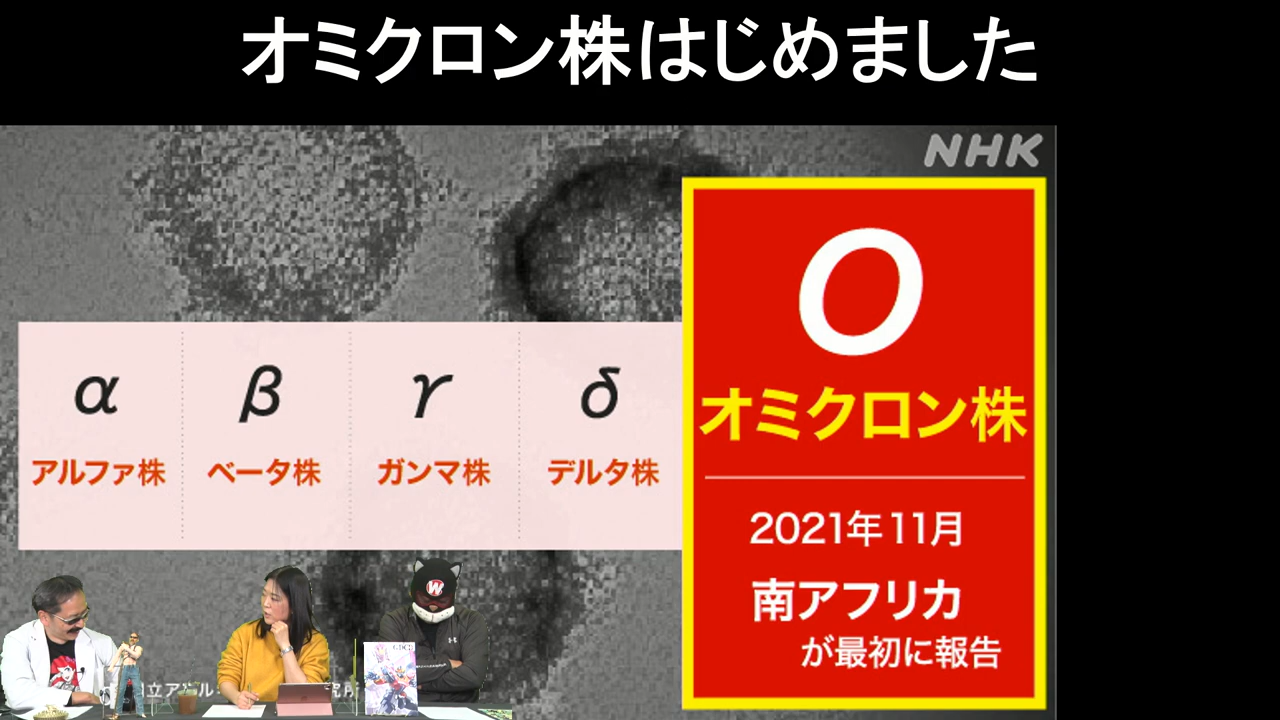 オミクロン株はじめました
NHK
α
アルファ株
β
ベータ株
γ
ガンマ株
δ
デルタ株
ο
オミクロン株
2021年11月
南アフリカ
が最初に報告
W